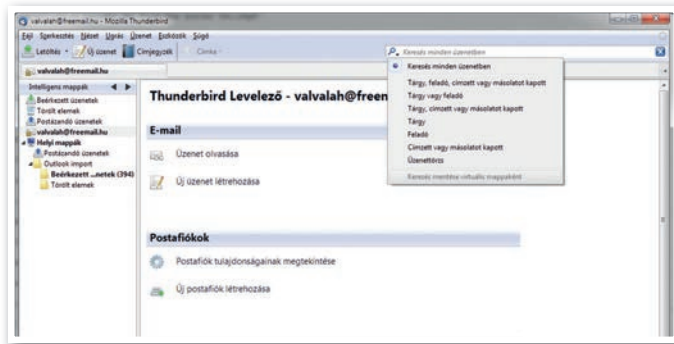 valvalah@freemail.hu - Mozilla Thunderbird
Fájl Szerkesztés Nézet Ugrás Üzenet Eszközök Súgó
Letöltés Új üzenet Címjegyzék Címke
Keresés minden üzenetben
valvalah@freemail.hu
Intelligens mappák
Beérkezett üzenetek
Törölt elemek
Postázandó üzenetek
valvalah@freemail.hu
Helyi mappák
Postázandó üzenetek
Outlook import
Beérkezett ...netek (394)
Törölt elemek
Thunderbird Levelező - valvalah@freen
E-mail
Üzenet olvasása
Új üzenet létrehozása
Postafiókok
Postafiók tulajdonságainak megtekintése
Új postafiók létrehozása
Keresés minden üzenetben
Tárgy, feladó, címzett vagy másolatot kapott
Tárgy vagy feladó
Tárgy, címzett vagy másolatot kapott
Tárgy
Feladó
Címzett vagy másolatot kapott
Üzenettörzs
Keresés mentése virtuális mappaként